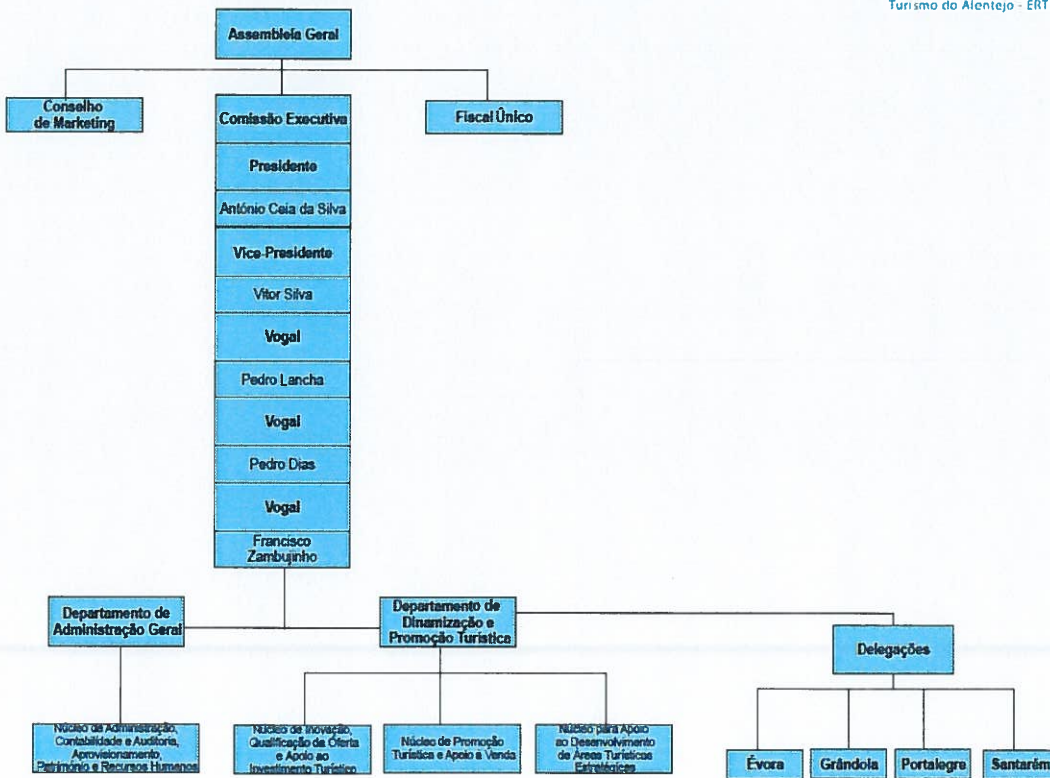 Turismo do Alentejo - ERT
Assembleia Geral
Conselho
de Marketing
Comissão Executiva
Fiscal Único
Presidente
António Ceia da Silva
Vice-Presidente
Vitor Silva
Vogal
Pedro Lancha
Vogal
Pedro Dias
Vogal
Francisco
Zambujinho
Departamento de
Administração Geral
Departamento de
Dinamização e
Promoção Turística
Delegações
Núcleo de Administração,
Contabilidade e Auditoria,
Aprovisionamento,
Património e Recursos Humanos
Núcleo de Inovação,
Qualificação da Oferta
e Apoio ao
Investimento Turístico
Núcleo de Promoção
Turística e Apoio à Venda
Núcleo para Apoio
ao Desenvolvimento
de Áreas Turísticas
Estratégicas
Évora
Grândola
Portalegre
Santarém